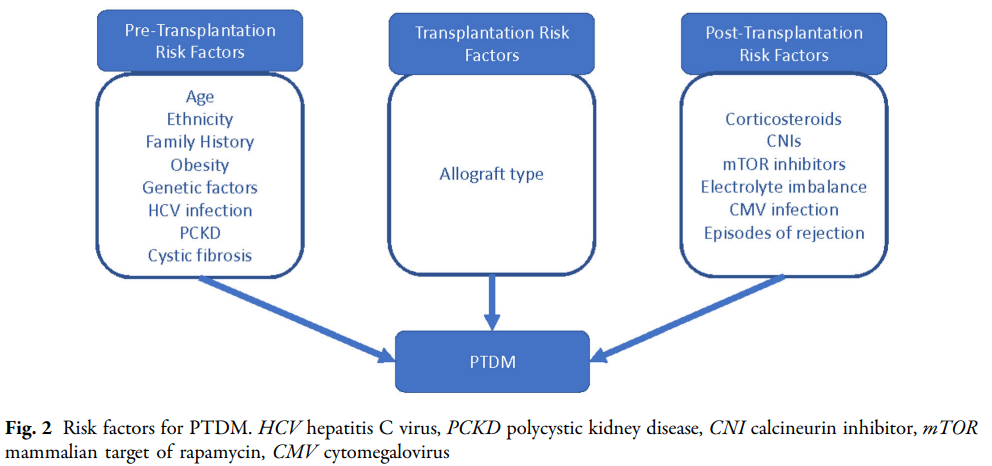 Pre-Transplantation
Risk Factors
Age
Ethnicity
Family History
Obesity
Genetic factors
HCV infection
PCKD
Cystic fibrosis
Transplantation Risk
Factors
Allograft type
Post-Transplantation
Risk Factors
Corticosteroids
CNIs
mTOR inhibitors
Electrolyte imbalance
CMV infection
Episodes of rejection
PTDM
Fig. 2 Risk factors for PTDM. HCV hepatitis C virus, PCKD polycystic kidney disease, CNI calcineurin inhibitor, mTOR
mammalian target of rapamycin, CMV cytomegalovirus